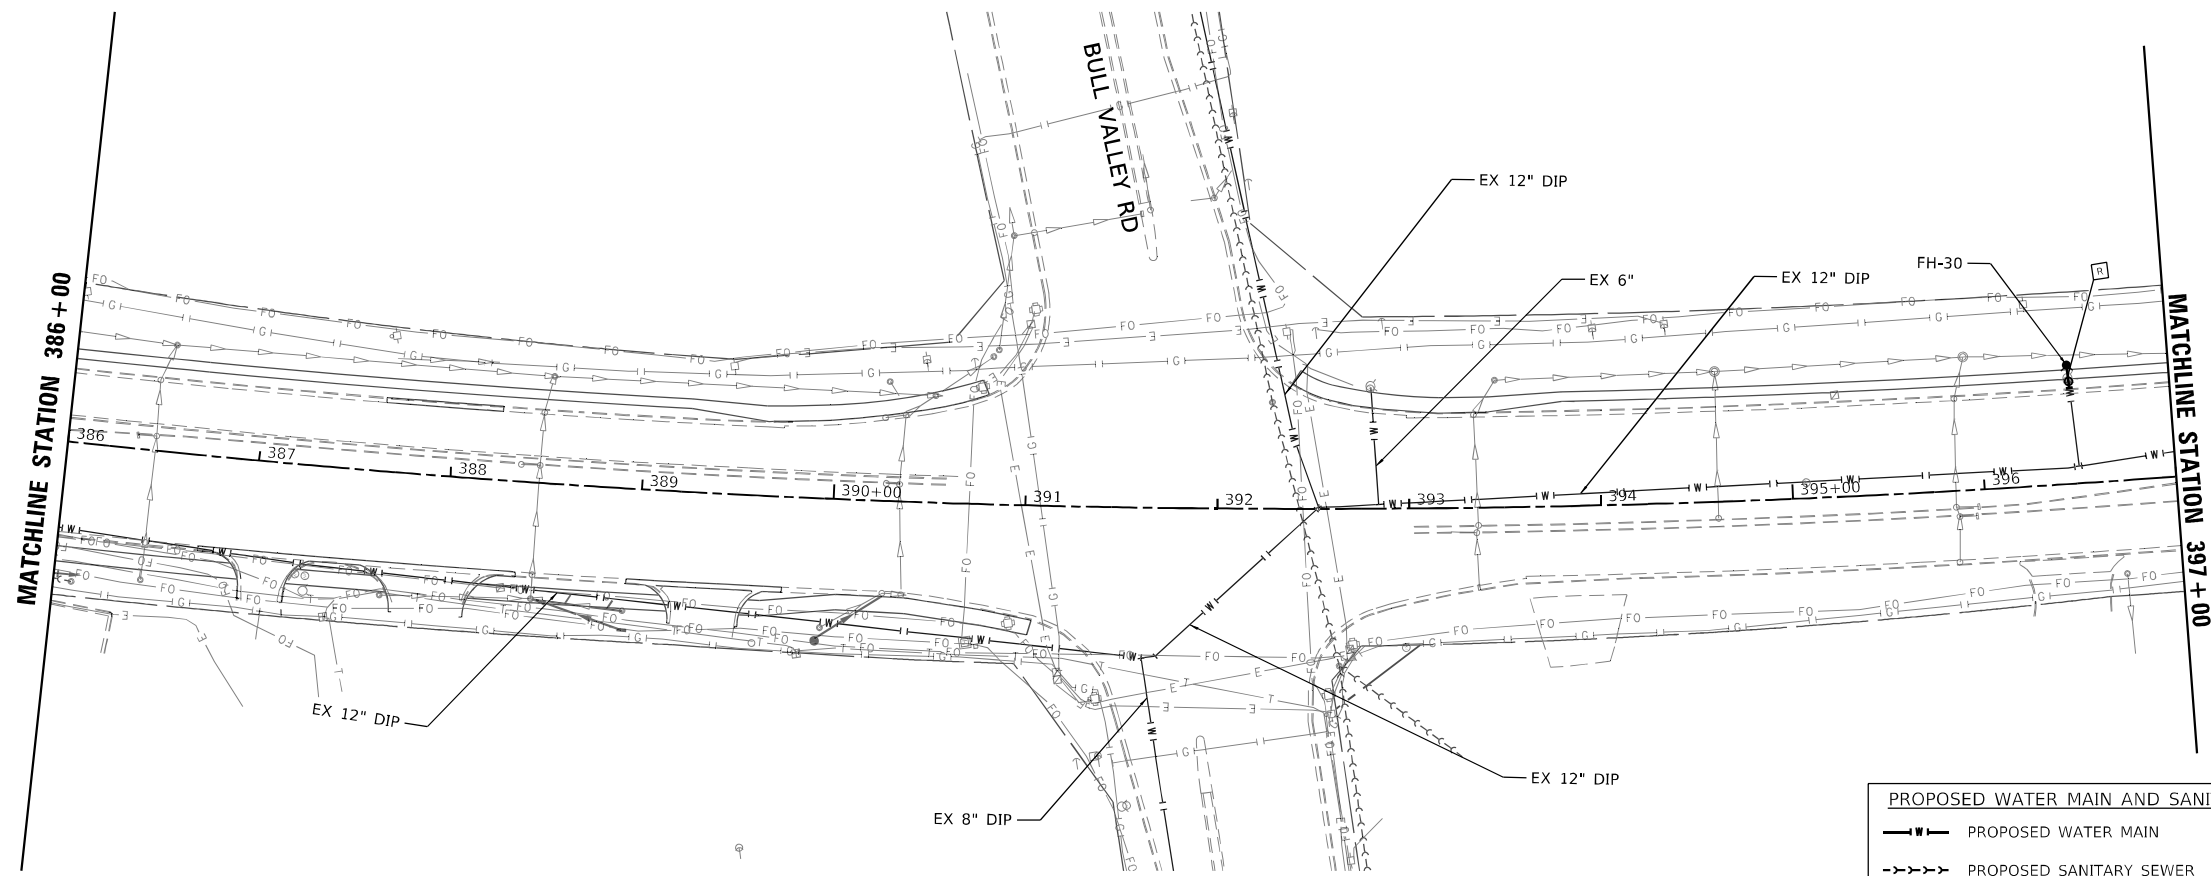 BULL VALLEY RD
EX 12" DIP
EX 6"
EX 12" DIP
FH-30
R
MATCHLINE STATION 386+00
MATCHLINE STATION 397+00
386
387
388
389
390+00
391
392
393
394
395+00
396
EX 12" DIP
EX 8" DIP
EX 12" DIP
PROPOSED WATER MAIN AND SANI
W PROPOSED WATER MAIN
PROPOSED SANITARY SEWER